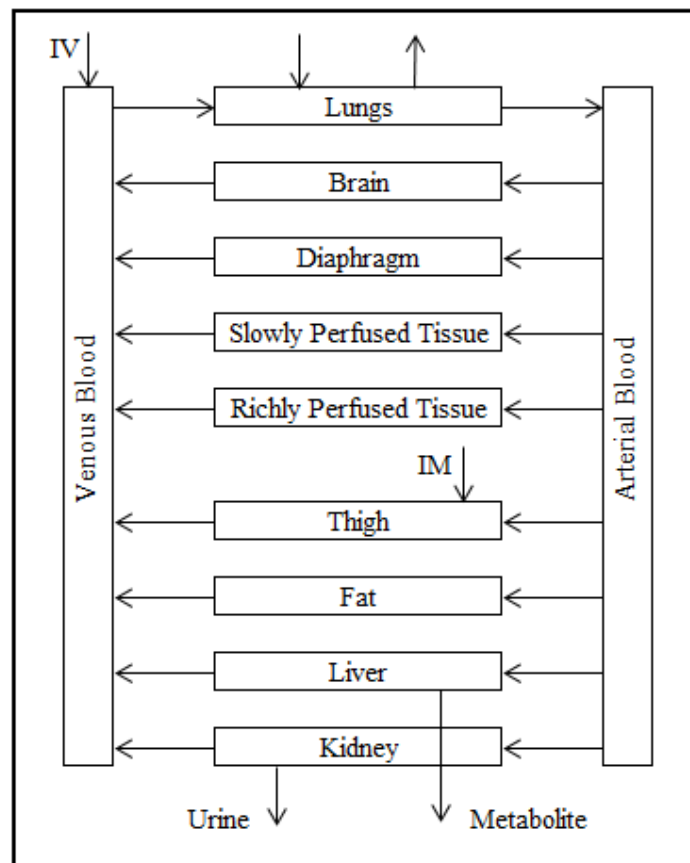 IV
Lungs
Brain
Diaphragm
Slowly Perfused Tissue
Richly Perfused Tissue
Venous Blood
Arterial Blood
IM
Thigh
Fat
Liver
Kidney
Urine
Metabolite